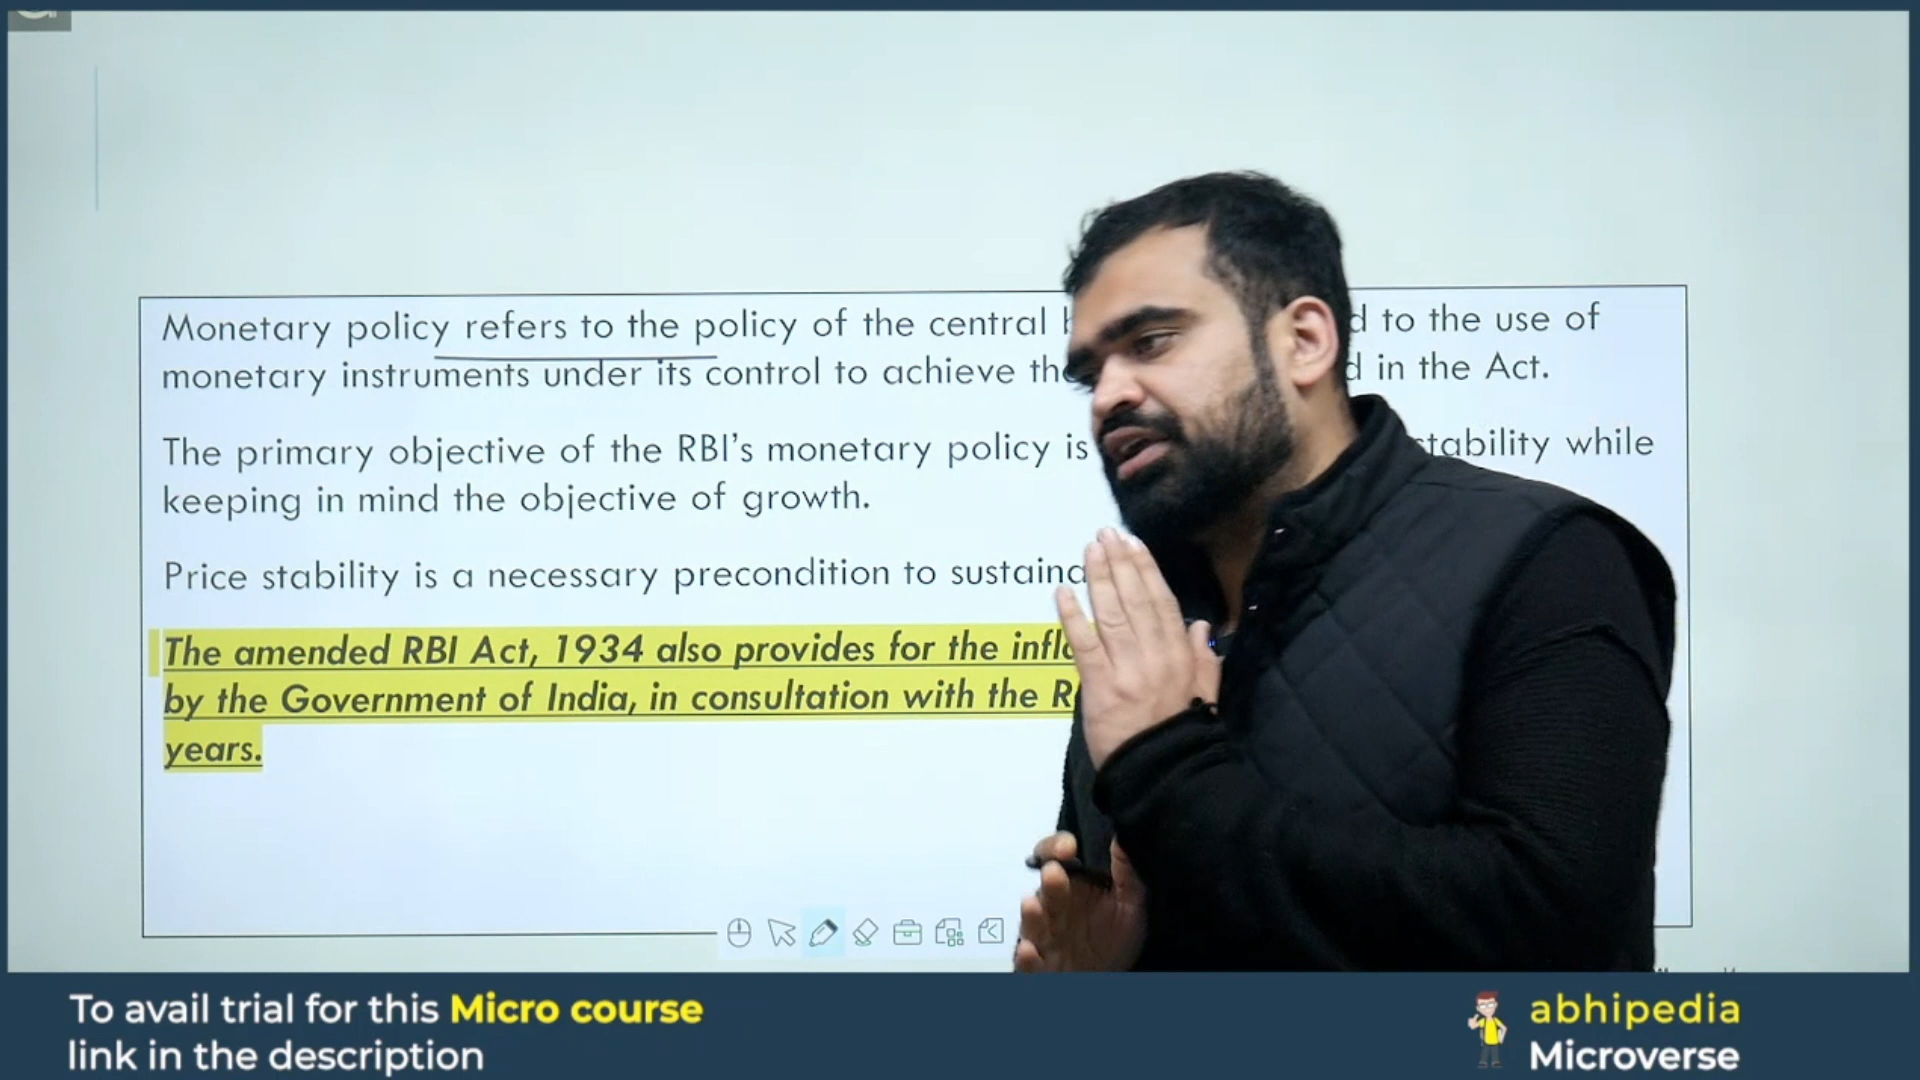 Monetary policy refers to the policy of the central d to the use of
monetary instruments under its control to achieve the d in the Act.
The primary objective of the RBI's monetary policy is stability while
keeping in mind the objective of growth.
Price stability is a necessary precondition to
The amended RBI Act, 1934 also provides for the
by the Government of India, in consultation with the
years.
To avail trial for this Micro course
link in the description
abhipedia
Microverse